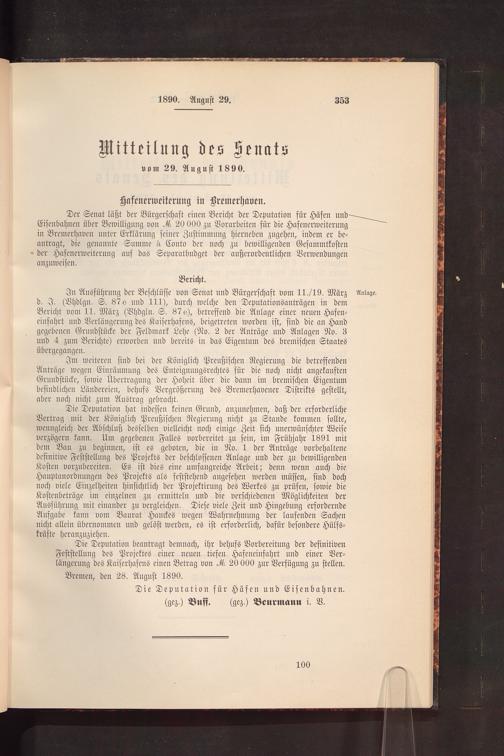 1890. August 29. 353
Mitteilung des Senats
vom 29. August 1890.
Hafenerweiterung in Bremerhaven.
Der Senat läßt der Bürgerschaft einen Bericht der Deputation für Häfen und
Eisenbahnen über Bewilligung von ℳ 20 000 zu Vorarbeiten für die Hafenerweiterung
in Bremerhaven unter Erklärung seiner Zustimmung hierneben zugehen, indem er be-
antragt, die genannte Summe à Conto der noch zu bewilligenden Gesamtkosten
der Hafenerweiterung auf das Separatbudget der außerordentlichen Verwendungen
anzuweisen.
Bericht.
In Ausführung der Beschlüsse von Senat und Bürgerschaft vom 11./19. März Anlage.
d. J. (Vhdlgn. S. 87 e und 111), durch welche den Deputationsanträgen in dem
Bericht vom 11. März (Vhdgln. S. 87 e), betreffend die Anlage einer neuen Hafen-
einfahrt und Verlängerung des Kaiserhafens, beigetreten worden ist, sind die an Hand
gegebenen Grundstücke der Feldmark Lehe (No. 2 der Anträge und Anlagen No. 3
und 4 zum Berichte) erworben und bereits in das Eigentum des bremischen Staates
übergegangen.
Im weiteren sind bei der Königlich Preußischen Regierung die betreffenden
Anträge wegen Einräumung des Enteignungsrechtes für die noch nicht angekauften
Grundstücke, sowie Übertragung der Hoheit über die dann im bremischen Eigentum
befindlichen Ländereien, behufs Vergrößerung des Bremerhavener Distrikts gestellt,
aber noch nicht zum Austrag gebracht.
Die Deputation hat indessen keinen Grund, anzunehmen, daß der erforderliche
Vertrag mit der Königlich Preußischen Regierung nicht zu Stande kommen sollte,
wenngleich der Abschluß desselben vielleicht noch einige Zeit sich unerwünschter Weise
verzögern kann. Um gegebenen Falles vorbereitet zu sein, im Frühjahr 1891 mit
dem Bau zu beginnen, ist es geboten, die in No. 1 der Anträge vorbehaltene
definitive Feststellung des Projektes der beschlossenen Anlage und der zu bewilligenden
Kosten vorzubereiten. Es ist dies eine umfangreiche Arbeit; denn wenn auch die
Hauptanordnungen des Projekts als feststehend angesehen werden müssen, sind doch
noch viele Einzelheiten hinsichtlich der Projektirung des Werkes zu prüfen, sowie die
Kostenbeträge im einzelnen zu ermitteln und die verschiedenen Möglichkeiten der
Ausführung mit einander zu vergleichen. Diese viele Zeit und Hingebung erfordernde
Aufgabe kann vom Baurat Hanckes wegen Wahrnehmung der laufenden Sachen
nicht allein übernommen und gelöst werden, es ist erforderlich, dafür besondere Hülfs-
kräfte heranzuziehen.
Die Deputation beantragt demnach, ihr behufs Vorbereitung der definitiven
Feststellung des Projektes einer neuen tiefen Hafeneinfahrt und einer Ver-
längerung des Kaiserhafens einen Betrag von ℳ 20 000 zur Verfügung zu stellen.
Bremen, den 28. August 1890.
Die Deputation für Häfen und Eisenbahnen.
(gez.) Buff. (gez.) Beurmann i. V.
100